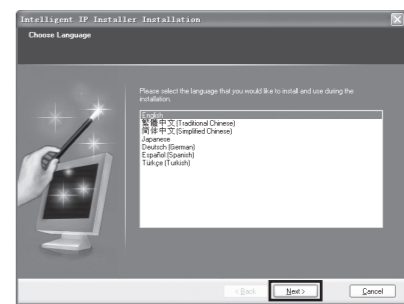 Intelligent IP Installer Installation
Choose Language
Please select the language that you would like to install and use during the
installation.
English
繁體中文 (Traditional Chinese)
简体中文 (Simplified Chinese)
Japanese
Deutsch (German)
Español (Spanish)
Türkçe (Turkish)
< Back
Next >
Cancel